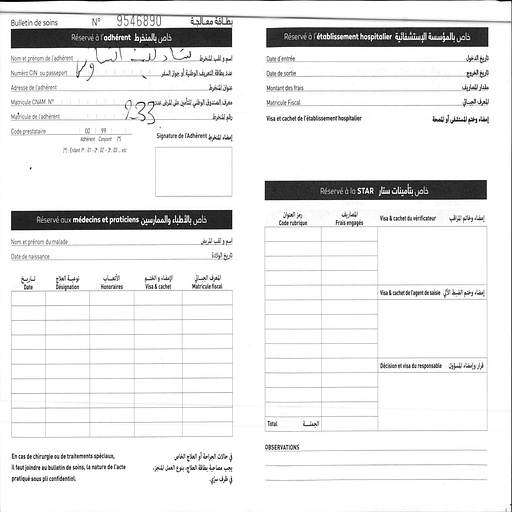 Bulletin de soins N° 9546890 بطاقة معالجة
Réservé à l'adhérent خاص بالمنخرط
Nom et prénom de l'adhérent اسم و لقب المنخرط
Numéro CIN ou passeport عدد بطاقة التعريف الوطنية أو جواز السفر
Adresse de l'adhérent عنوان المنخرط
Matricule CNAM N° معرف الصندوق الوطني للتأمين على المرض عدد
Matricule de l'adhérent 933 رقم المنخرط
Code prestataire 00 99
Adhérent Conjoint (*)
(*) : Enfant 1er : 01 - 2e : 02 - 3e : 03 ... etc
Signature de l'Adhérent إمضاء المنخرط
Réservé aux médecins et praticiens خاص بالأطباء والممارسين
Nom et prénom du malade اسم و لقب المريض
Date de naissance تاريخ الولادة
تاريخ نوعية العلاج الأتعاب الإمضاء و الختم المعرف الجبائي
Date Désignation Honoraires Visa & cachet Matricule fiscal
En cas de chirurgie ou de traitements spéciaux,
il faut joindre au bulletin de soins, la nature de l'acte
pratiqué sous pli confidentiel.
في حالات الجراحة أو العلاج الخاص
يجب مصاحبة بطاقة العلاج، بنوع العمل المنجز،
في ظرف سري.
Réservé à l'établissement hospitalier خاص بالمؤسسة الإستشفائية
Date d'entrée تاريخ الدخول
Date de sortie تاريخ الخروج
Montant des frais مقدار المصاريف
Matricule Fiscal المعرف الجبائي
Visa et cachet de l'établissement hospitalier إمضاء وختم المستشفى أو المصحة
Réservé à la STAR خاص بتأمينات ستار
رمز العنوان المصاريف
Code rubrique Frais engagés
Visa & cachet du vérificateur إمضاء وخاتم المراقب
Visa & cachet de l'agent de saisie إمضاء وختم الضبط الآلي
Décision et visa du responsable قرار وإمضاء المسؤول
Total الجملة
OBSERVATIONS